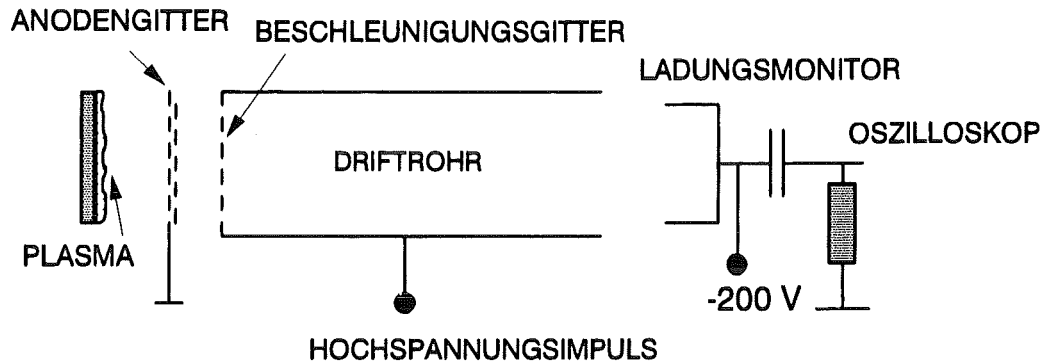 ANODENGITTER
BESCHLEUNIGUNGSGITTER
LADUNGSMONITOR
OSZILLOSKOP
DRIFTROHR
PLASMA
-200 V
HOCHSPANNUNGSIMPULS